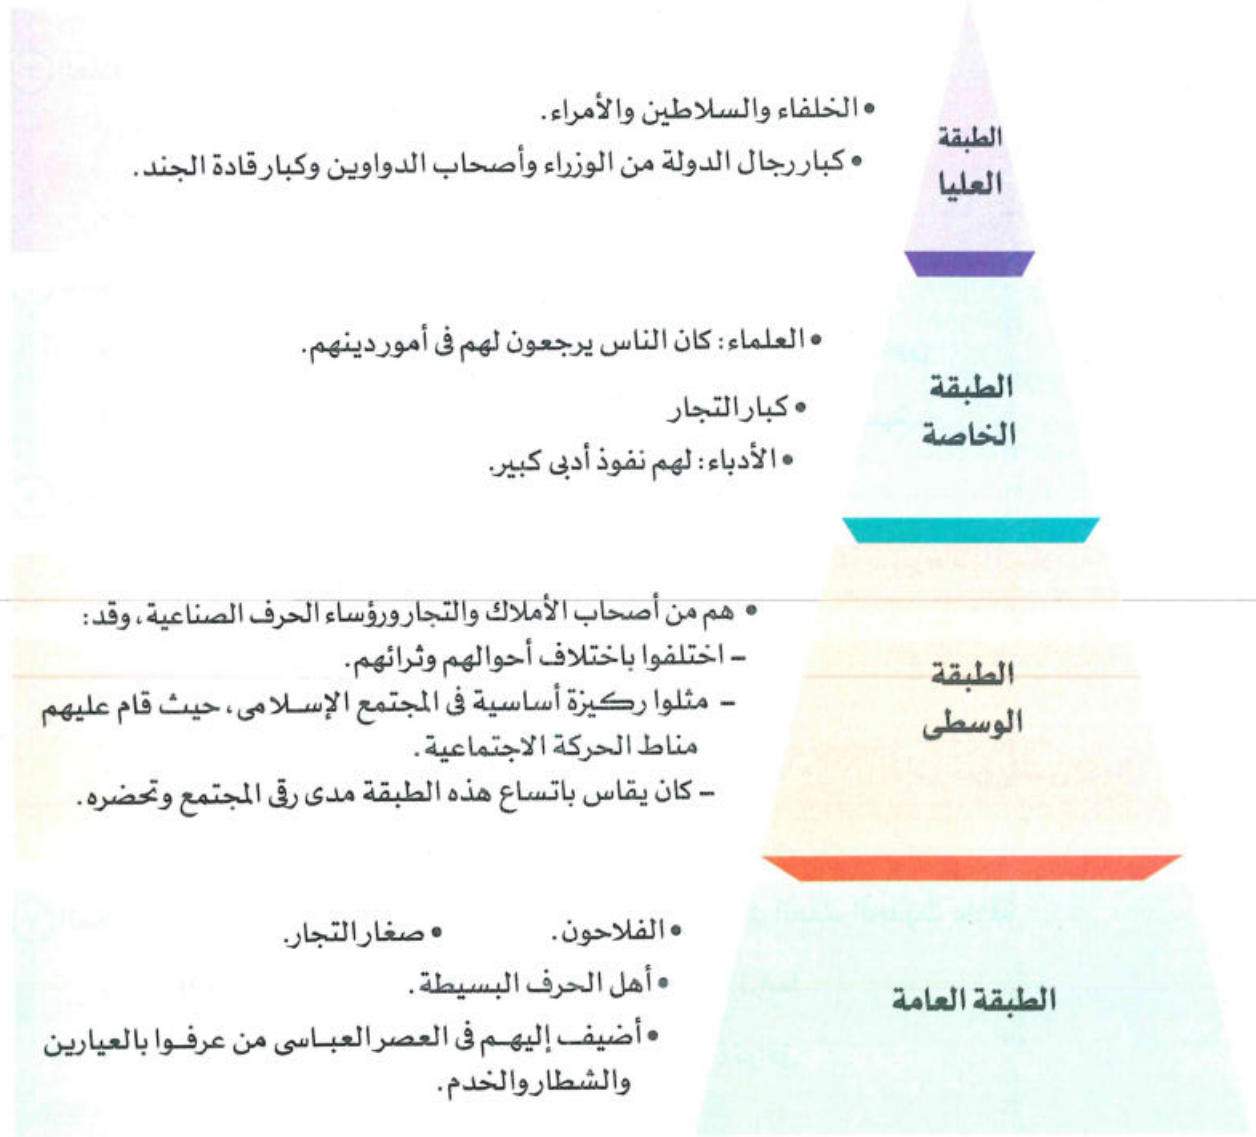 الطبقة
العليا
• الخلفاء والسلاطين والأمراء.
• كبار رجال الدولة من الوزراء وأصحاب الدواوين وكبار قادة الجند.
الطبقة
الخاصة
• العلماء: كان الناس يرجعون لهم فى أمور دينهم.
• كبار التجار
• الأدباء: لهم نفوذ أدبى كبير.
الطبقة
الوسطى
• هم من أصحاب الأملاك والتجار ورؤساء الحرف الصناعية، وقد:
- اختلفوا باختلاف أحوالهم وثرائهم.
- مثلوا ركيزة أساسية فى المجتمع الإسلامى، حيث قام عليهم
مناط الحركة الاجتماعية.
- كان يقاس باتساع هذه الطبقة مدى رقى المجتمع وتحضره.
الطبقة العامة
• الفلاحون. • صغار التجار.
• أهل الحرف البسيطة.
• أضيف إليهم فى العصر العباسى من عرفوا بالعيارين
والشطار والخدم.